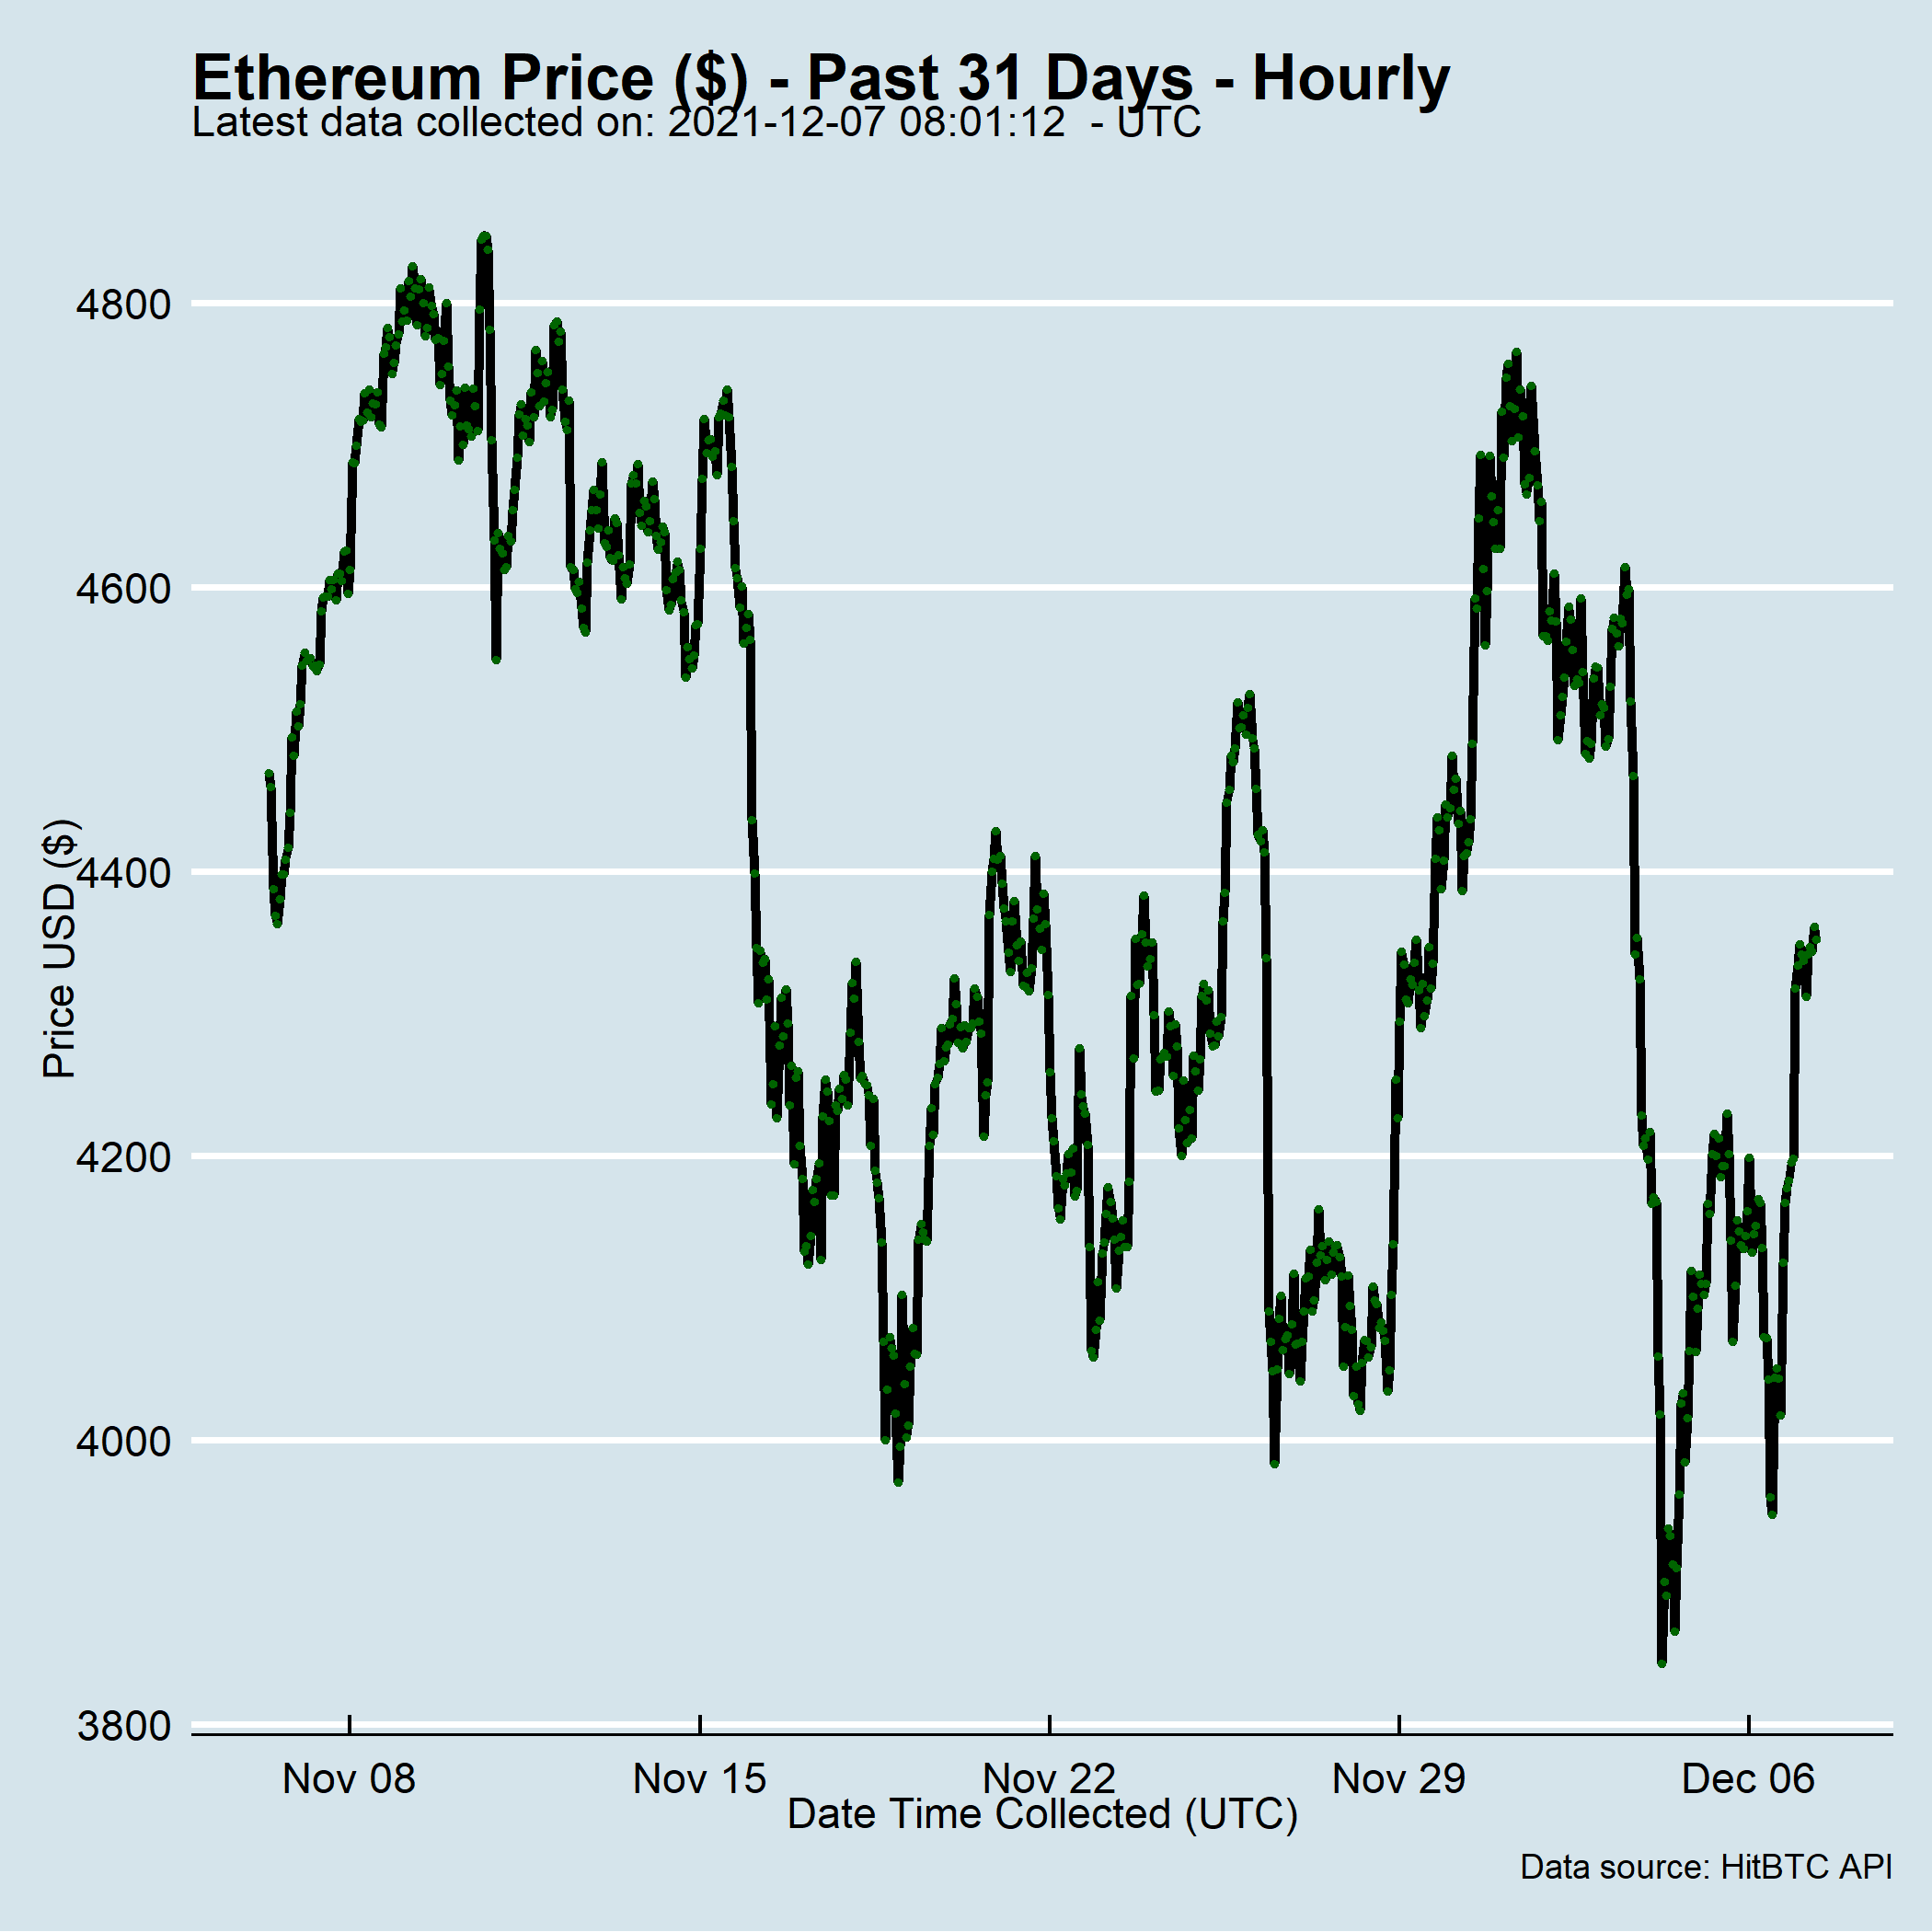 Ethereum Price ($) - Past 31 Days - Hourly
Latest data collected on: 2021-12-07 08:01:12  - UTC
Price USD ($)
4800
4600
4400
4200
4000
3800
Nov 08
Nov 15
Nov 22
Nov 29
Dec 06
Date Time Collected (UTC)
Data source: HitBTC API